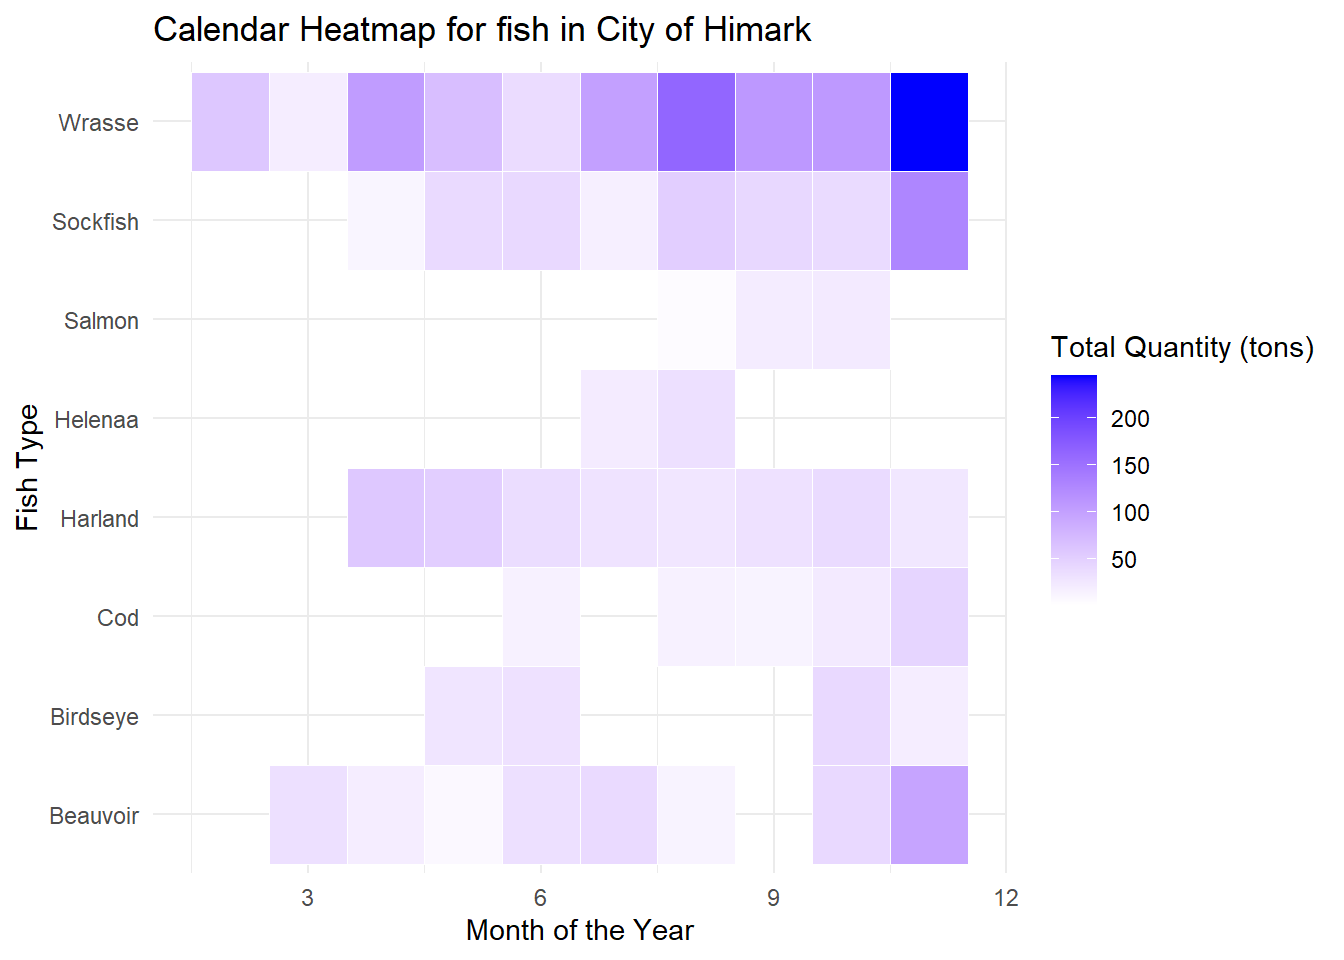 Calendar Heatmap for fish in City of Himark
Wrasse
Sockfish
Salmon
Helenaa
Harland
Cod
Birdseye
Beauvoir
Fish Type
3 6 9 12
Month of the Year
Total Quantity (tons)
200
150
100
50